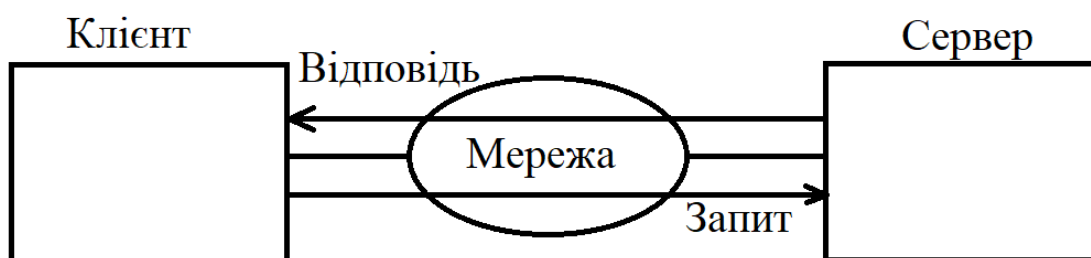 Клієнт
Сервер
Відповідь
Мережа
Запит